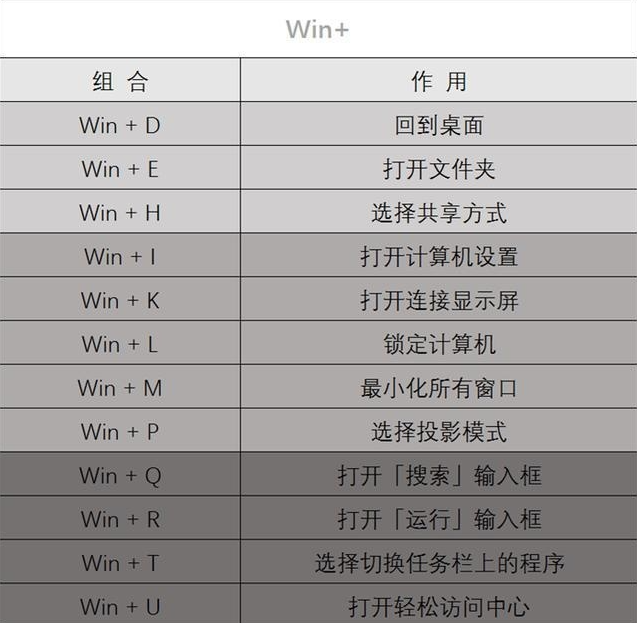 Win+
组 合 作 用
Win + D 回到桌面
Win + E 打开文件夹
Win + H 选择共享方式
Win + I 打开计算机设置
Win + K 打开连接显示屏
Win + L 锁定计算机
Win + M 最小化所有窗口
Win + P 选择投影模式
Win + Q 打开「搜索」输入框
Win + R 打开「运行」输入框
Win + T 选择切换任务栏上的程序
Win + U 打开轻松访问中心